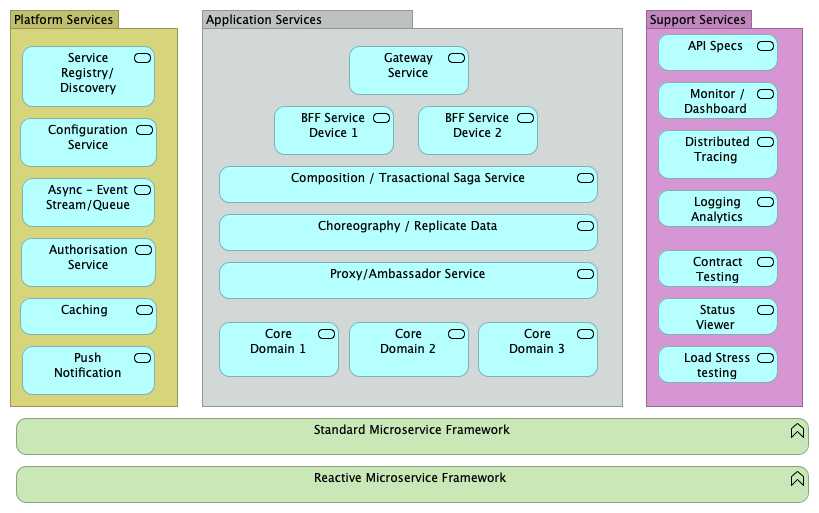 Platform Services
Service
Registry/
Discovery
Configuration
Service
Async - Event
Stream/Queue
Authorisation
Service
Caching
Push
Notification
Application Services
Gateway
Service
BFF Service
Device 1
BFF Service
Device 2
Composition / Trasactional Saga Service
Choreography / Replicate Data
Proxy/Ambassador Service
Core
Domain 1
Core
Domain 2
Core
Domain 3
Support Services
API Specs
Monitor /
Dashboard
Distributed
Tracing
Logging
Analytics
Contract
Testing
Status
Viewer
Load Stress
testing
Standard Microservice Framework
Reactive Microservice Framework